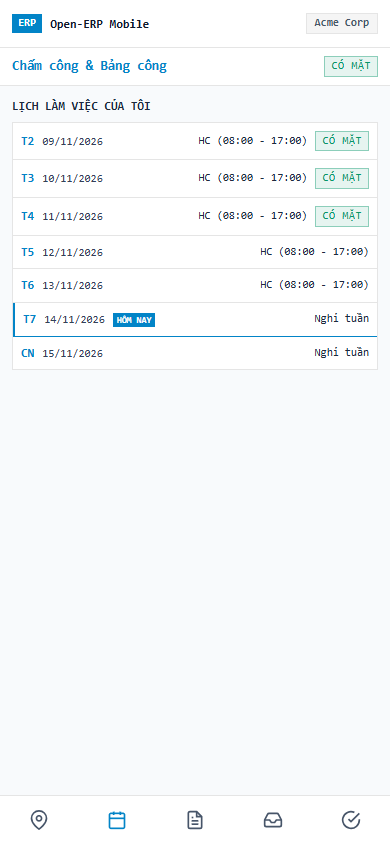 ERP Open-ERP Mobile Acme Corp
Chấm công & Bảng công CÓ MẶT
LỊCH LÀM VIỆC CỦA TÔI
T2 09/11/2026 HC (08:00 - 17:00) CÓ MẶT
T3 10/11/2026 HC (08:00 - 17:00) CÓ MẶT
T4 11/11/2026 HC (08:00 - 17:00) CÓ MẶT
T5 12/11/2026 HC (08:00 - 17:00)
T6 13/11/2026 HC (08:00 - 17:00)
T7 14/11/2026 HÔM NAY Nghỉ tuần
CN 15/11/2026 Nghỉ tuần